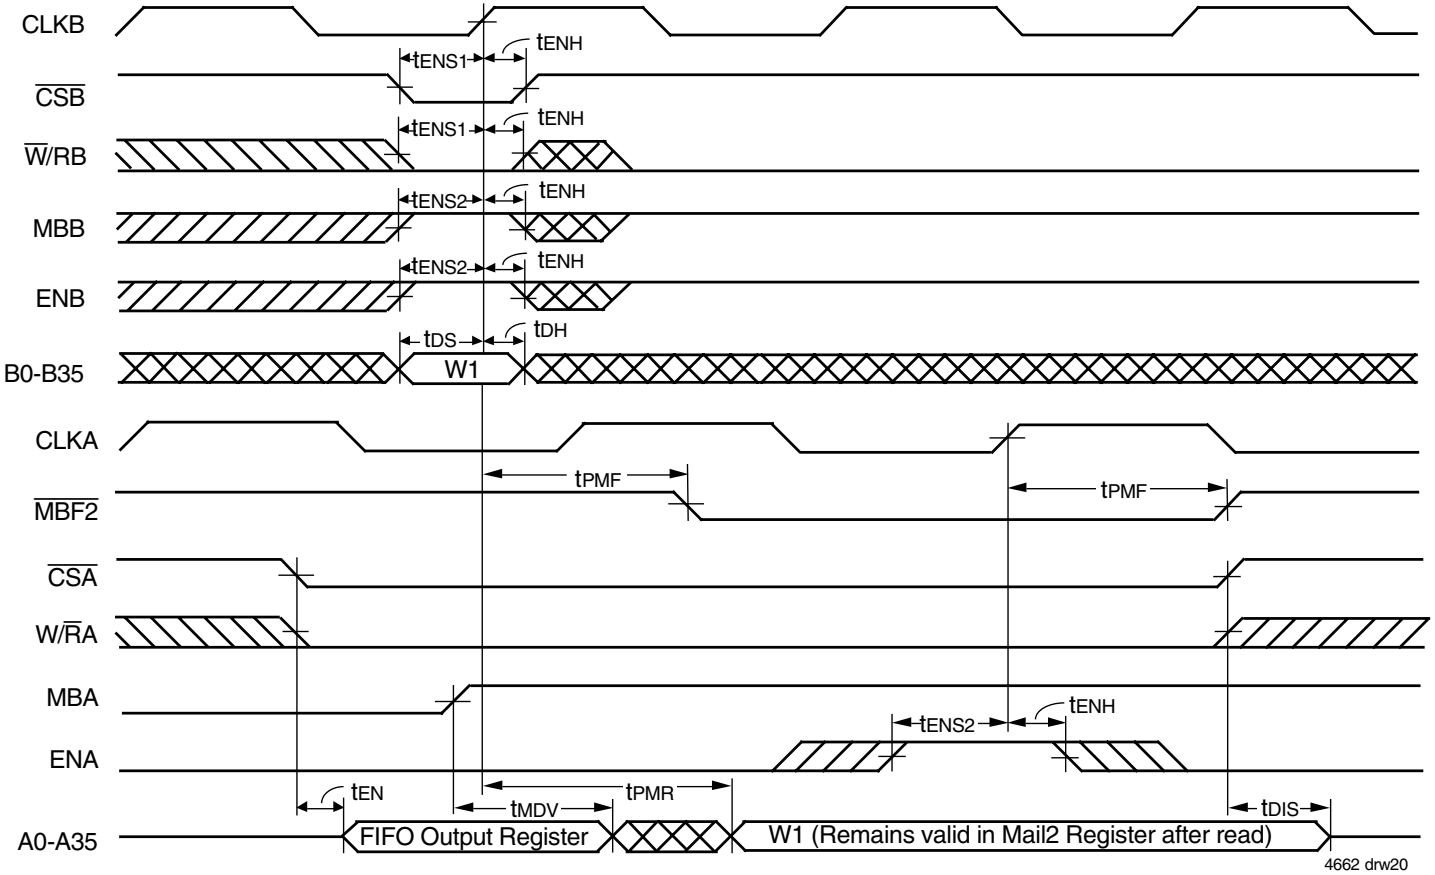 CLKB
tENS1 tENH
CSB
tENS1 tENH
W/RB
tENS2 tENH
MBB
tENS2 tENH
ENB
tDS tDH
B0-B35 W1
CLKA
tPMF tPMF
MBF2
CSA
W/RA
MBA
tENS2 tENH
ENA
tEN tMDV tPMR tDIS
A0-A35 FIFO Output Register W1 (Remains valid in Mail2 Register after read)
4662 drw20